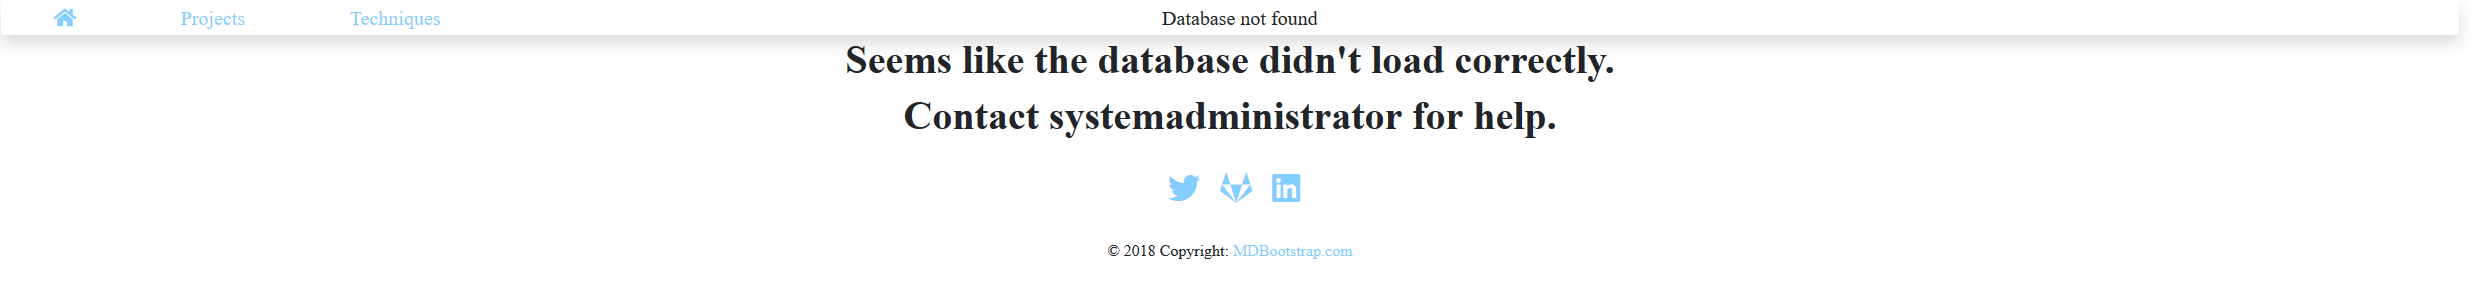 Projects Techniques Database not found
Seems like the database didn't load correctly.
Contact systemadministrator for help.
© 2018 Copyright: MDBootstrap.com